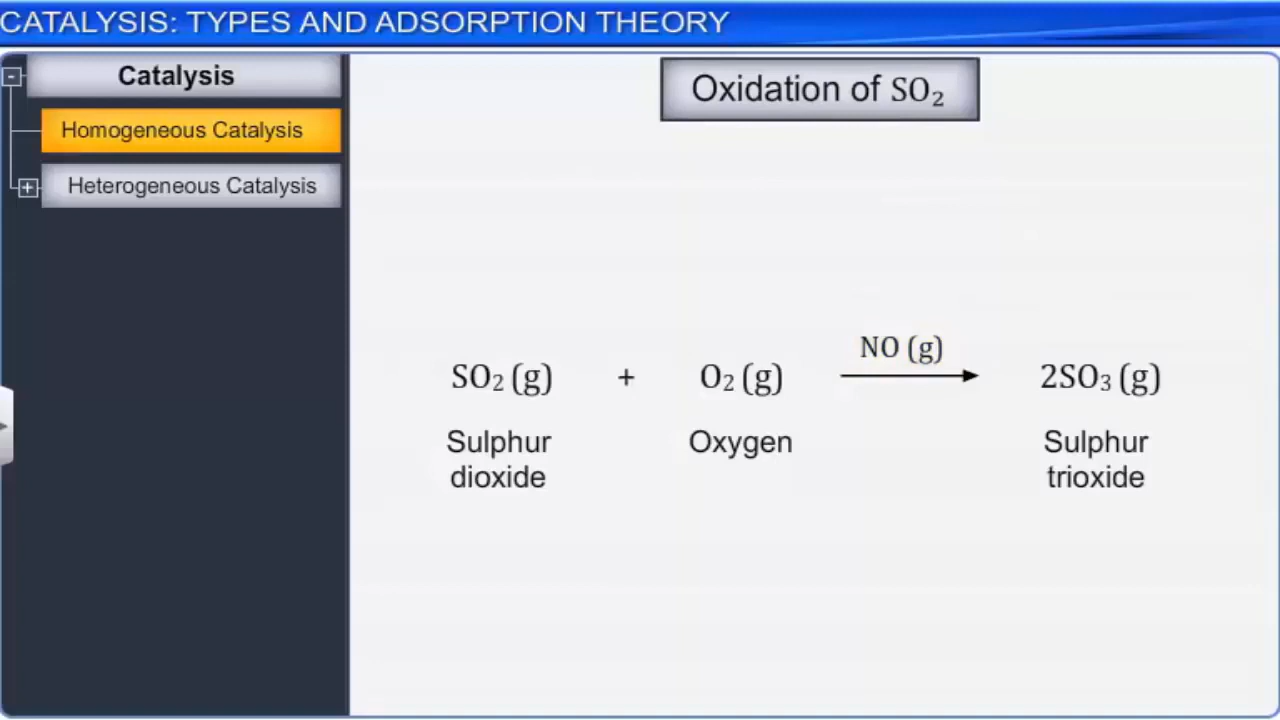 CATALYSIS: TYPES AND ADSORPTION THEORY
Catalysis
Homogeneous Catalysis
Heterogeneous Catalysis
Oxidation of SO₂
NO (g)
SO₂ (g) + O₂ (g) 2SO₃ (g)
Sulphur dioxide
Oxygen
Sulphur trioxide